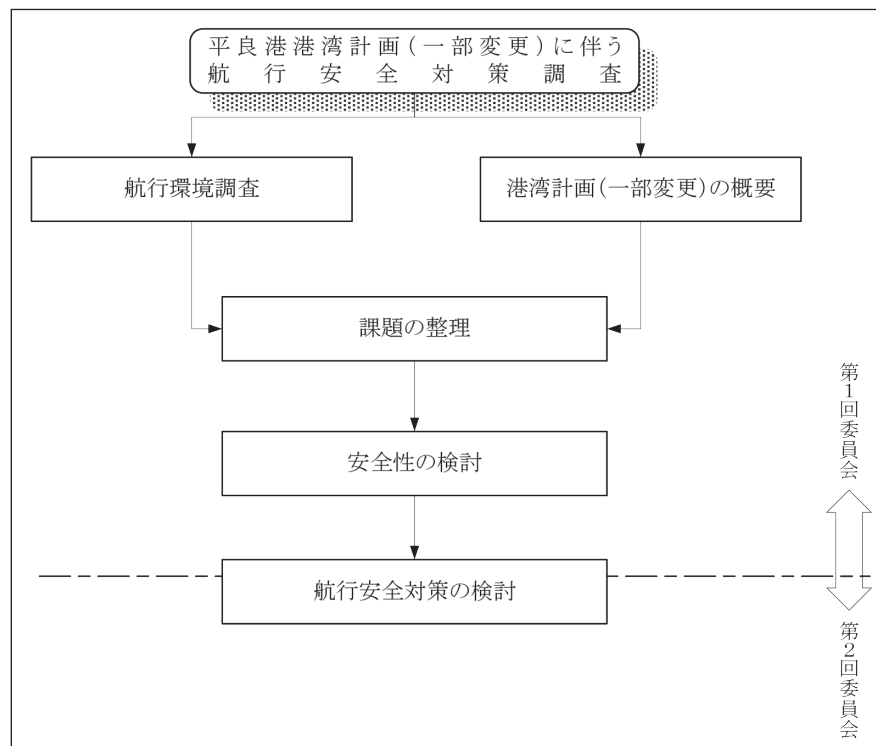 平良港港湾計画(一部変更)に伴う
航行安全対策調査
航行環境調査
港湾計画(一部変更)の概要
課題の整理
安全性の検討
航行安全対策の検討
第1回委員会
第2回委員会